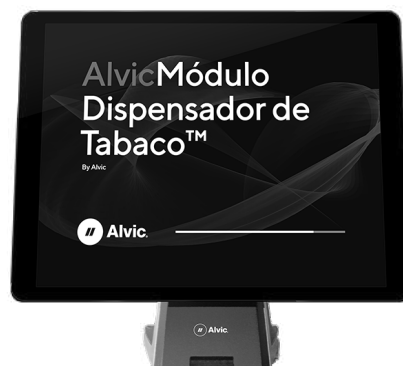 AlvicMódulo
Dispensador de
Tabaco™
By Alvic
Alvic.
Alvic.